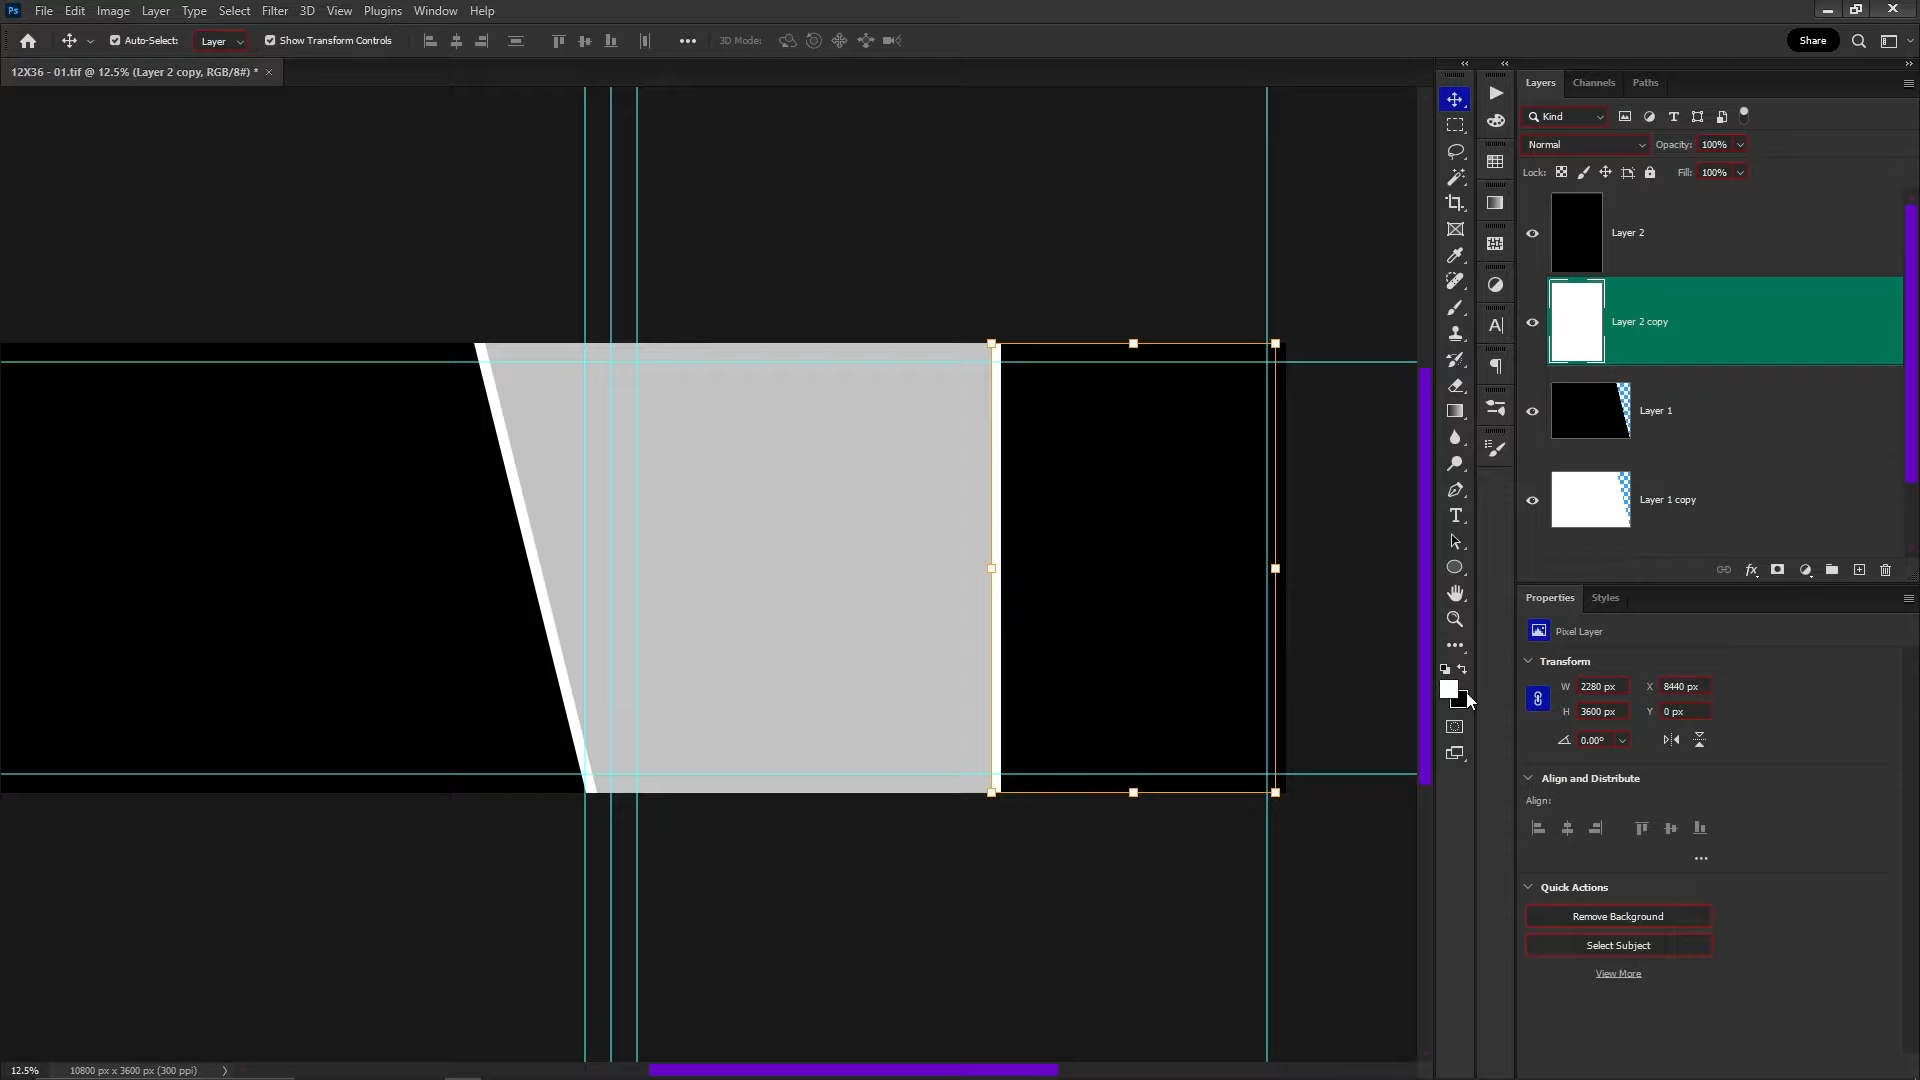 Ps File Edit Image Layer Type Select Filter 3D View Plugins Window Help
Auto-Select: Layer Show Transform Controls 3D Mode: Share
12X36 - 01.tif @ 12.5% (Layer 2 copy, RGB/8#) *
Layers Channels Paths
Kind
Normal Opacity: 100%
Lock: Fill: 100%
Layer 2
Layer 2 copy
Layer 1
Layer 1 copy
fx
Properties Styles
Pixel Layer
Transform
W 2280 px X 8440 px
H 3600 px Y 0 px
0.00°
Align and Distribute
Align:
Quick Actions
Remove Background
Select Subject
View More
12.5% 10800 px x 3600 px (300 ppi)